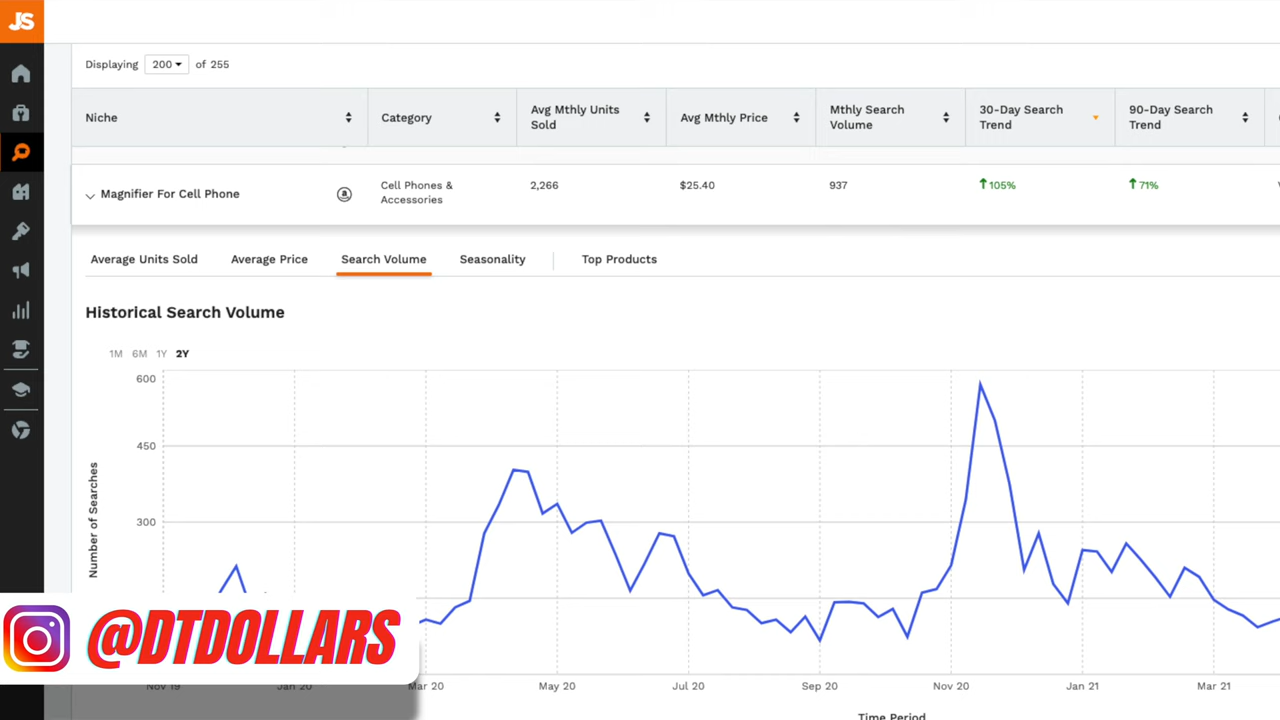 JS
Displaying 200 of 255
Niche
Category
Avg Mthly Units Sold
Avg Mthly Price
Mthly Search Volume
30-Day Search Trend
90-Day Search Trend
Magnifier For Cell Phone
a
Cell Phones & Accessories
2,266
$25.40
937
105%
71%
Average Units Sold
Average Price
Search Volume
Seasonality
Top Products
Historical Search Volume
1M 6M 1Y 2Y
600
450
300
Number of Searches
@DTDOLLARS
Nov 19 Jan 20 Mar 20 May 20 Jul 20 Sep 20 Nov 20 Jan 21 Mar 21
Time Period